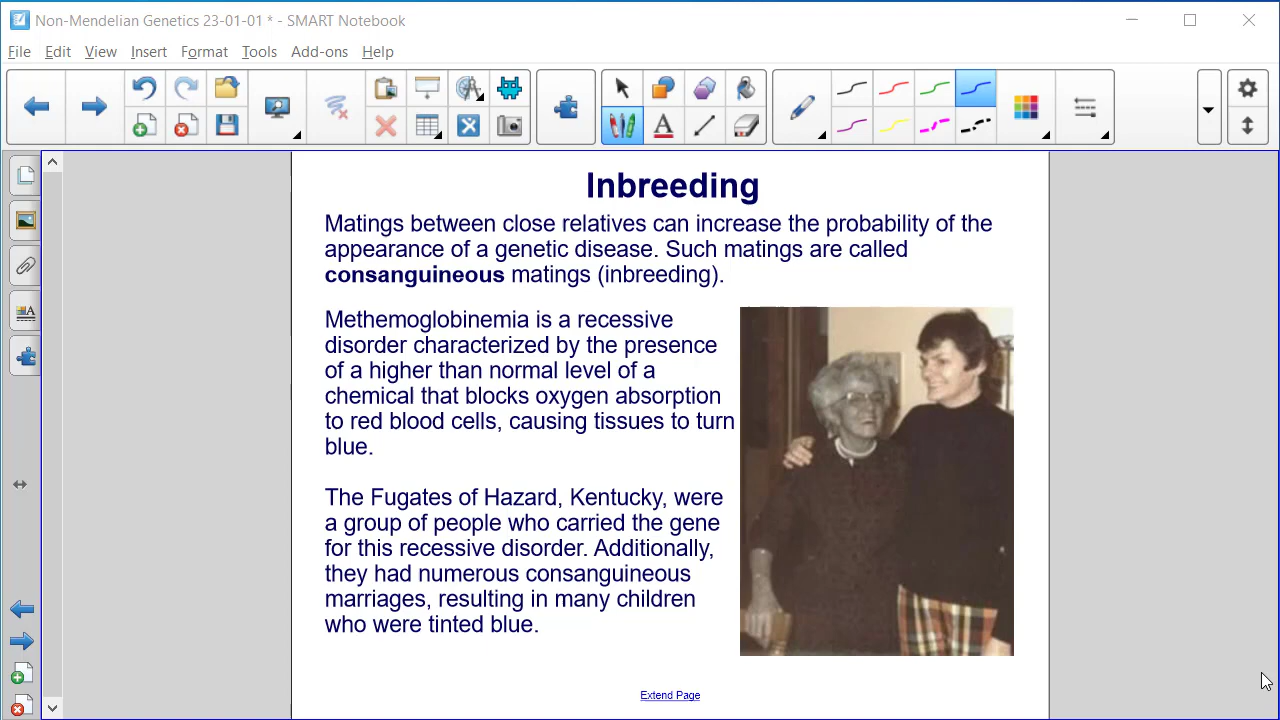 Non-Mendelian Genetics 23-01-01 * - SMART Notebook
File Edit View Insert Format Tools Add-ons Help
Inbreeding
Matings between close relatives can increase the probability of the
appearance of a genetic disease. Such matings are called
consanguineous matings (inbreeding).
Methemoglobinemia is a recessive
disorder characterized by the presence
of a higher than normal level of a
chemical that blocks oxygen absorption
to red blood cells, causing tissues to turn
blue.
The Fugates of Hazard, Kentucky, were
a group of people who carried the gene
for this recessive disorder. Additionally,
they had numerous consanguineous
marriages, resulting in many children
who were tinted blue.
Extend Page